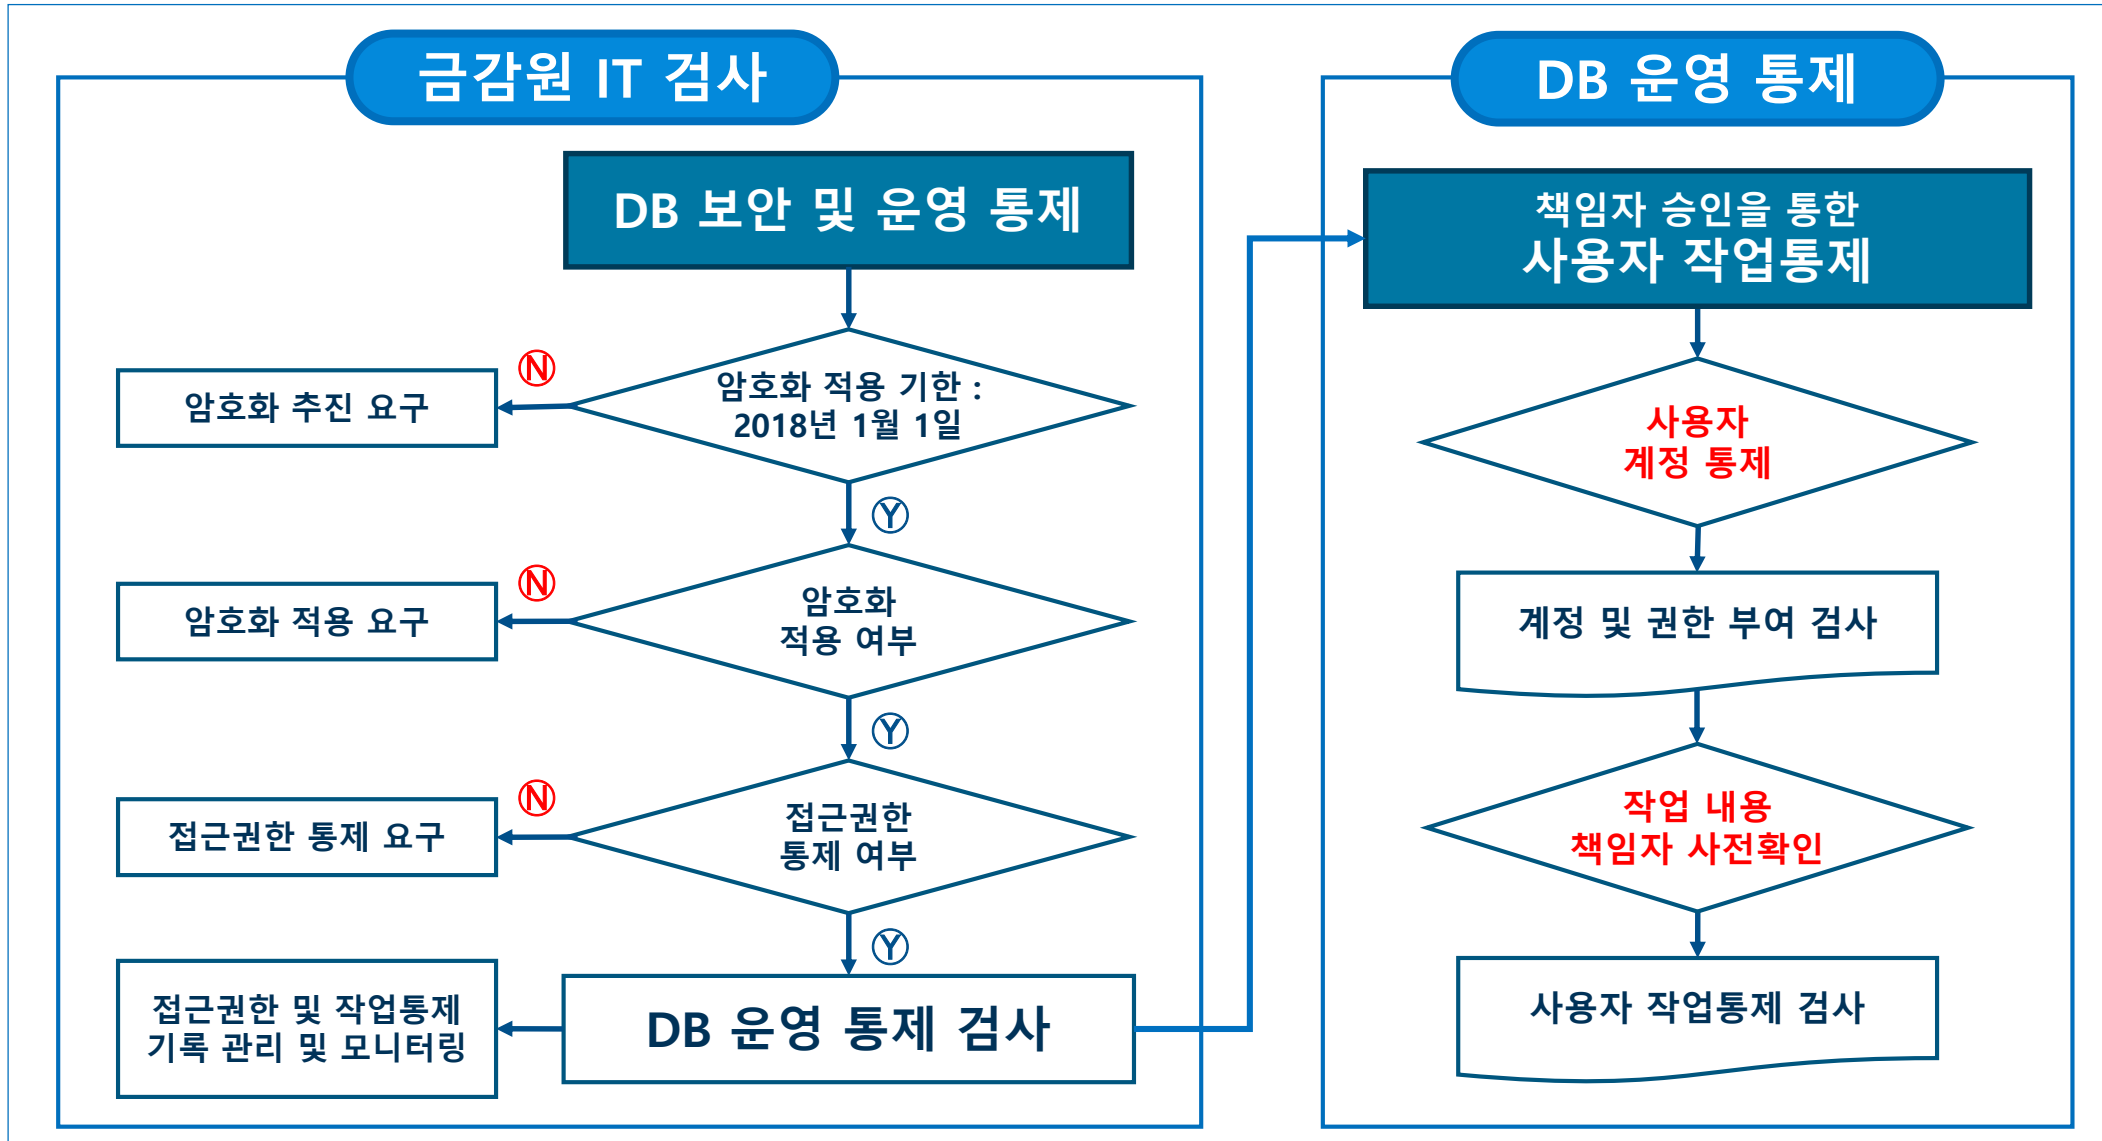 금감원 IT 검사
DB 보안 및 운영 통제
암호화 적용 기한 :
2018년 1월 1일
Ⓝ
암호화 추진 요구
Ⓨ
암호화
적용 여부
Ⓝ
암호화 적용 요구
Ⓨ
접근권한
통제 여부
Ⓝ
접근권한 통제 요구
Ⓨ
DB 운영 통제 검사
접근권한 및 작업통제
기록 관리 및 모니터링
DB 운영 통제
책임자 승인을 통한
사용자 작업통제
사용자
계정 통제
계정 및 권한 부여 검사
작업 내용
책임자 사전확인
사용자 작업통제 검사